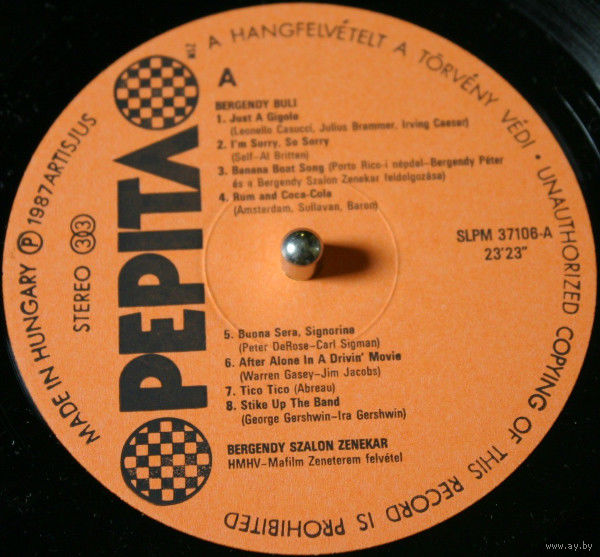 A HANGFELVÉTELT A TÖRVÉNY VÉDI • UNAUTHORIZED COPYING OF THIS RECORD IS PROHIBITED
MADE IN HUNGARY Ⓟ 1987 ARTISJUS
STEREO 33
PEPITA
A
BERGENDY BULI
1. Just A Gigolo
(Leonello Casucci, Julius Brammer, Irving Caesar)
2. I'm Sorry, So Sorry
(Self–Al Britten)
3. Banana Boat Song (Porto Rico-i népdal–Bergendy Péter
és a Bergendy Szalon Zenekar feldolgozása)
4. Rum and Coca-Cola
(Amsterdam, Sullavan, Baron)
SLPM 37106-A
23'23"
5. Buona Sera, Signorina
(Peter DeRose–Carl Sigman)
6. After Alone In A Drivin' Movie
(Warren Gasey–Jim Jacobs)
7. Tico Tico (Abreau)
8. Stike Up The Band
(George Gershwin–Ira Gershwin)
BERGENDY SZALON ZENEKAR
HMHV–Mafilm Zeneterem felvétel
www.ay.by